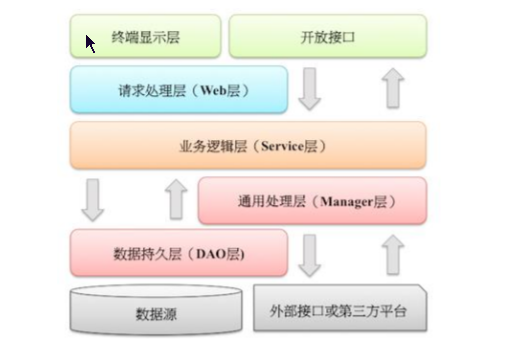 终端显示层
开放接口
请求处理层（Web层）
业务逻辑层（Service层）
通用处理层（Manager层）
数据持久层（DAO层)
数据源
外部接口或第三方平台